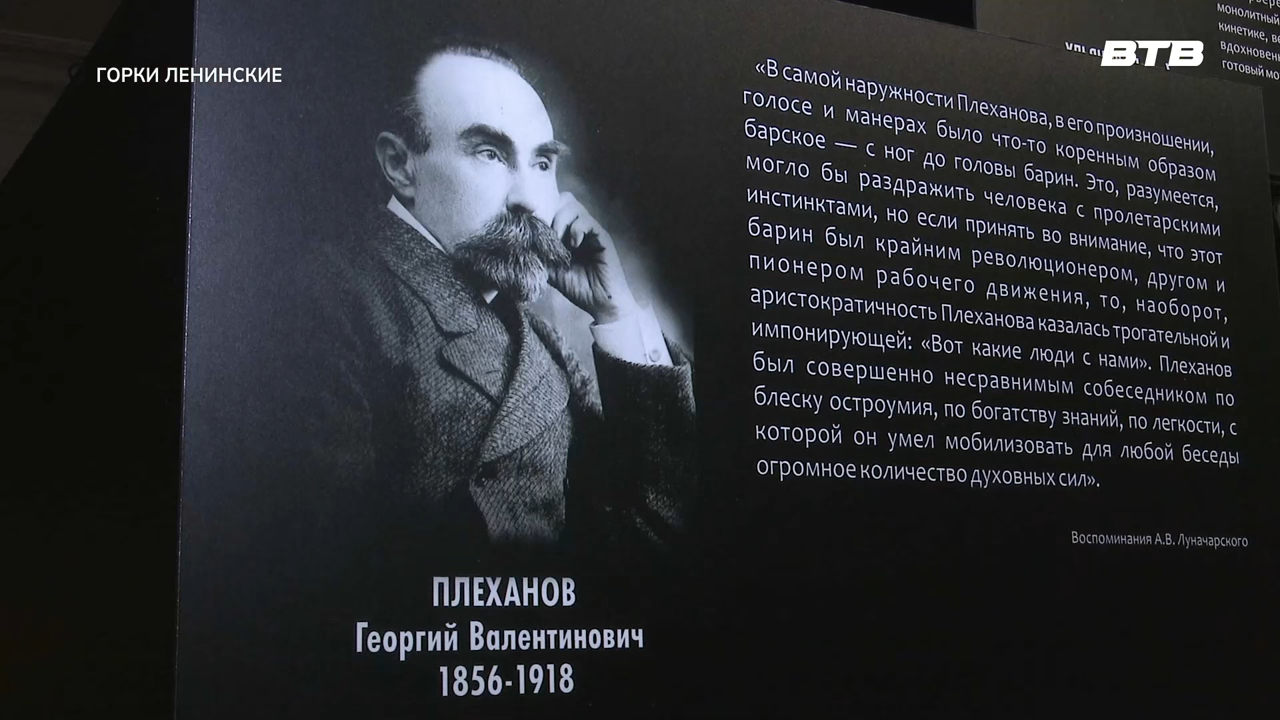 ГОРКИ ЛЕНИНСКИЕ
ВТВ
монолитный
кинетике,
вдохновен
готовый
«В самой наружности Плеханова, в его произношении,
голосе и манерах было что-то коренным образом
барское — с ног до головы барин. Это, разумеется,
могло бы раздражить человека с пролетарскими
инстинктами, но если принять во внимание, что этот
барин был крайним революционером, другом и
пионером рабочего движения, то, наоборот,
аристократичность Плеханова казалась трогательной и
импонирующей: «Вот какие люди с нами». Плеханов
был совершенно несравнимым собеседником по
блеску остроумия, по богатству знаний, по легкости, с
которой он умел мобилизовать для любой беседы
огромное количество духовных сил».
Воспоминания А.В. Луначарского
ПЛЕХАНОВ
Георгий Валентинович
1856-1918